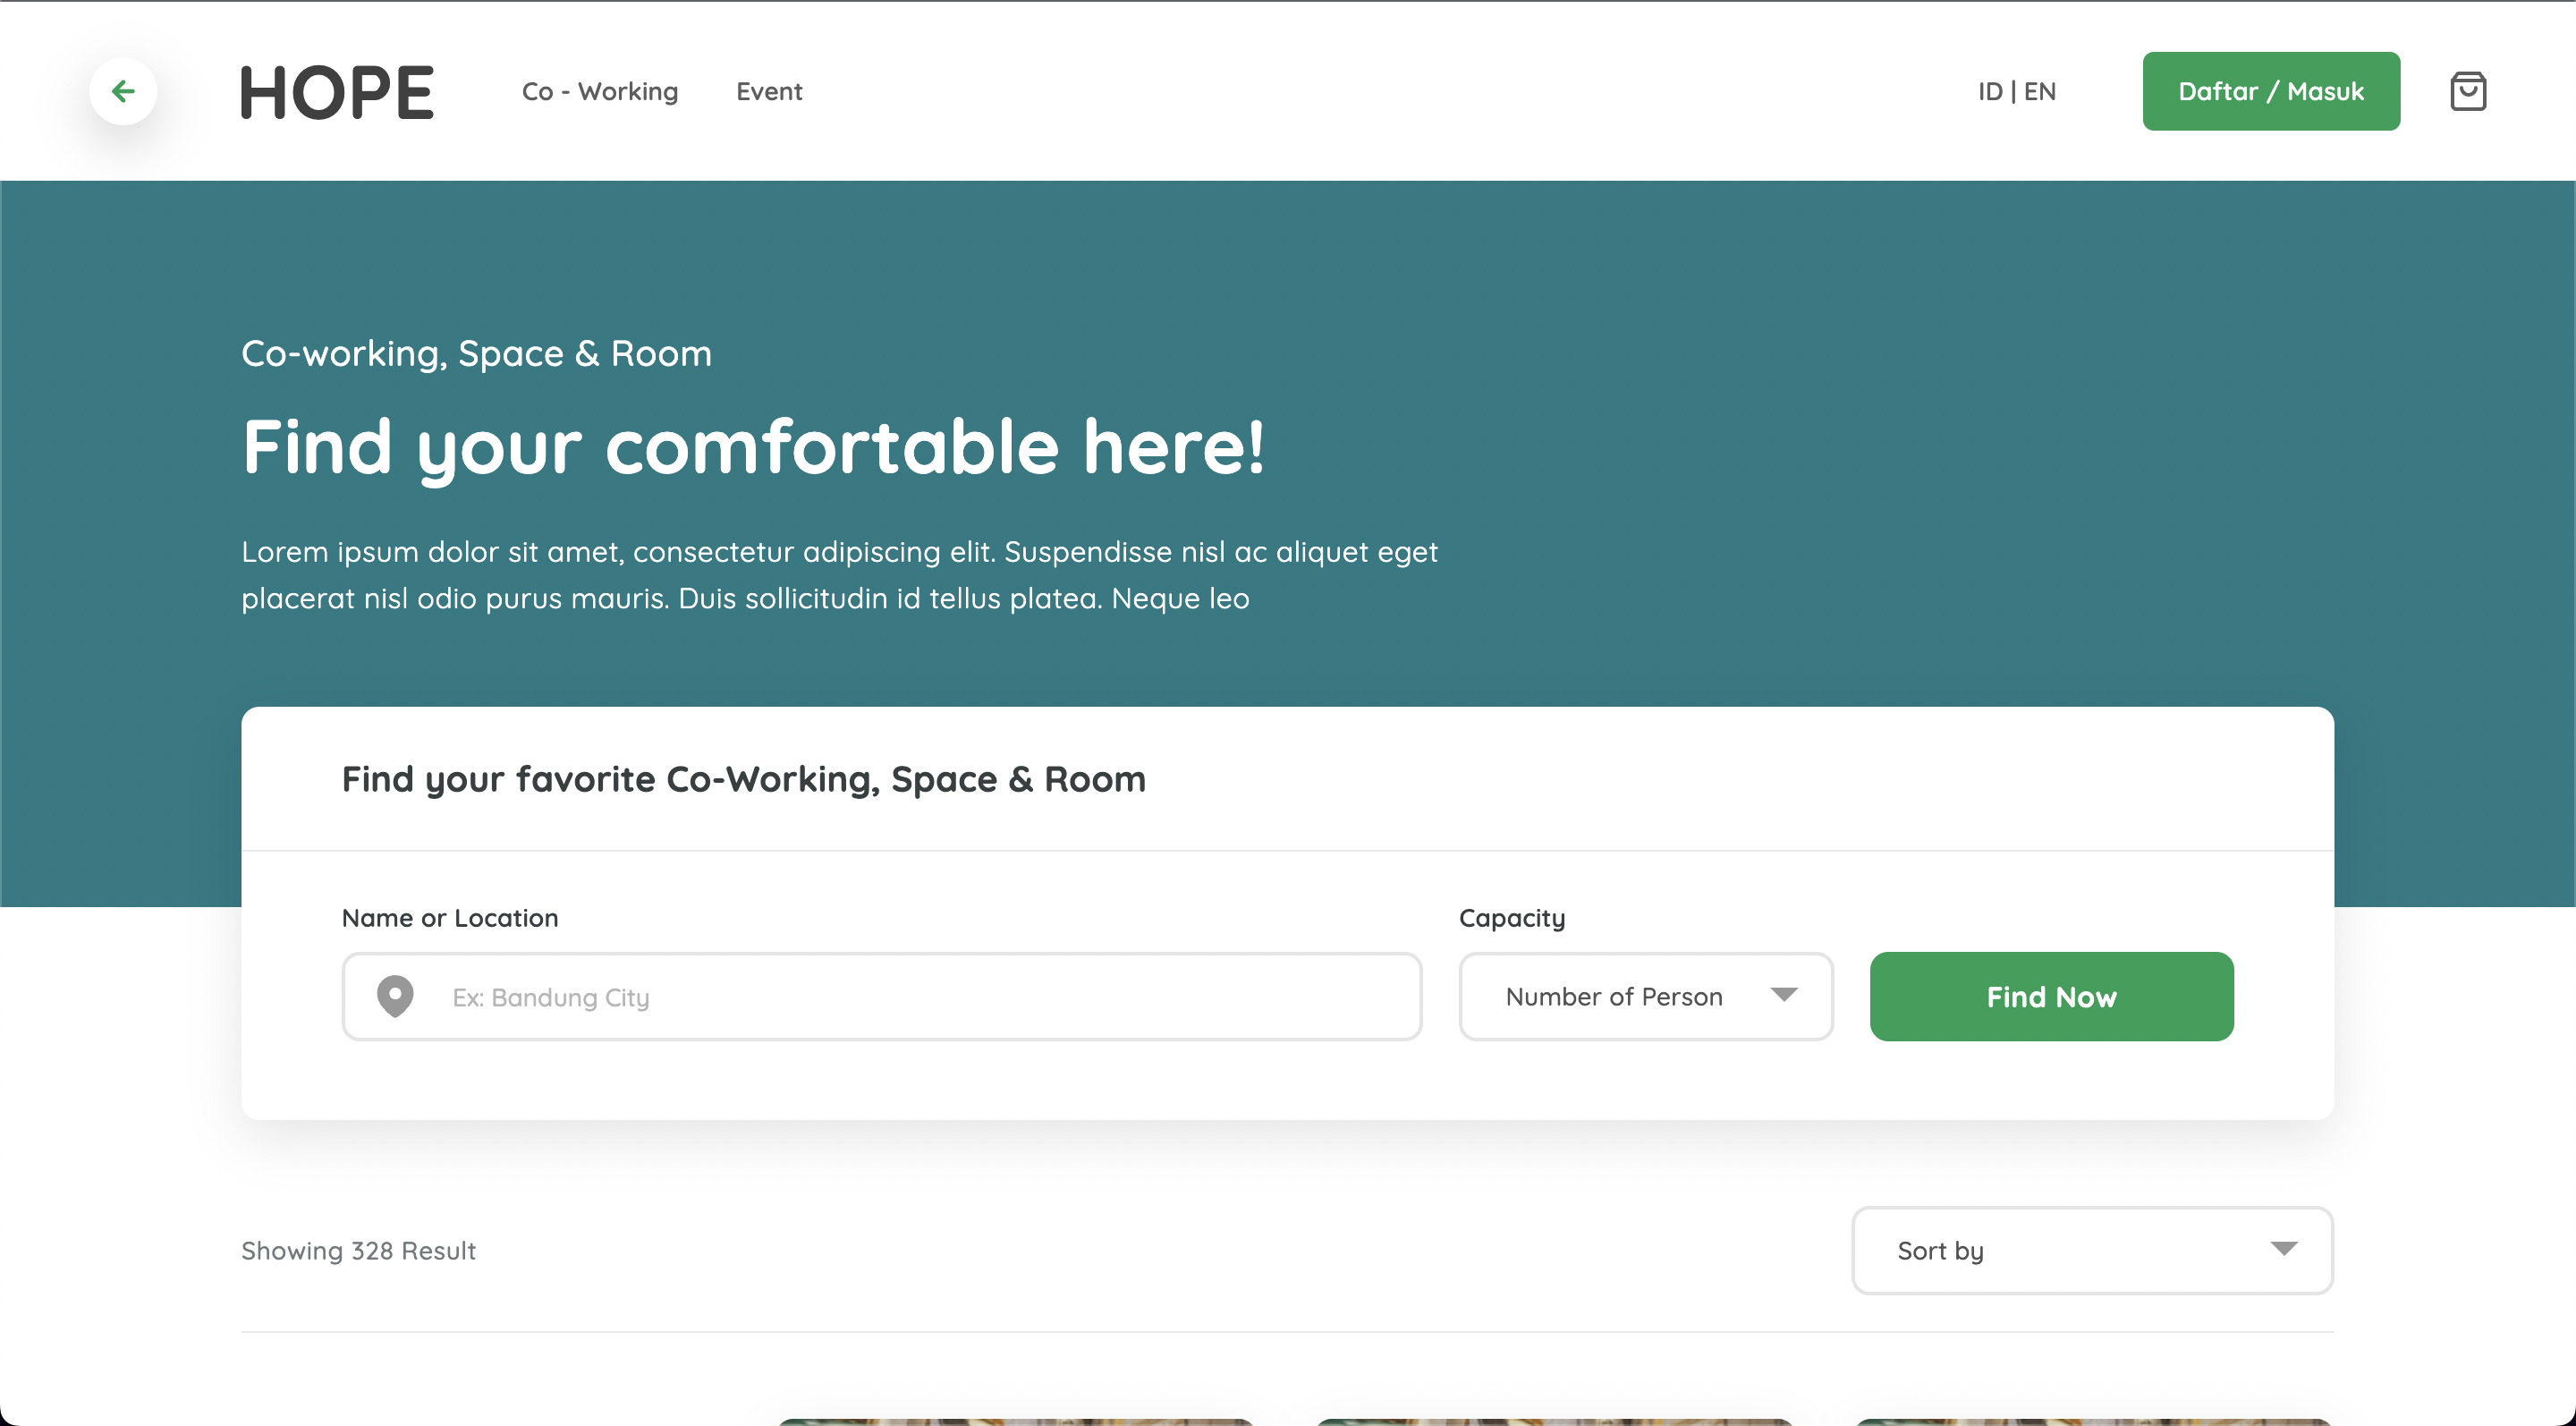 HOPE
Co - Working
Event
ID | EN
Daftar / Masuk
Co-working, Space & Room
Find your comfortable here!
Lorem ipsum dolor sit amet, consectetur adipiscing elit. Suspendisse nisl ac aliquet eget
placerat nisl odio purus mauris. Duis sollicitudin id tellus platea. Neque leo
Find your favorite Co-Working, Space & Room
Name or Location
Capacity
Ex: Bandung City
Number of Person
Find Now
Showing 328 Result
Sort by